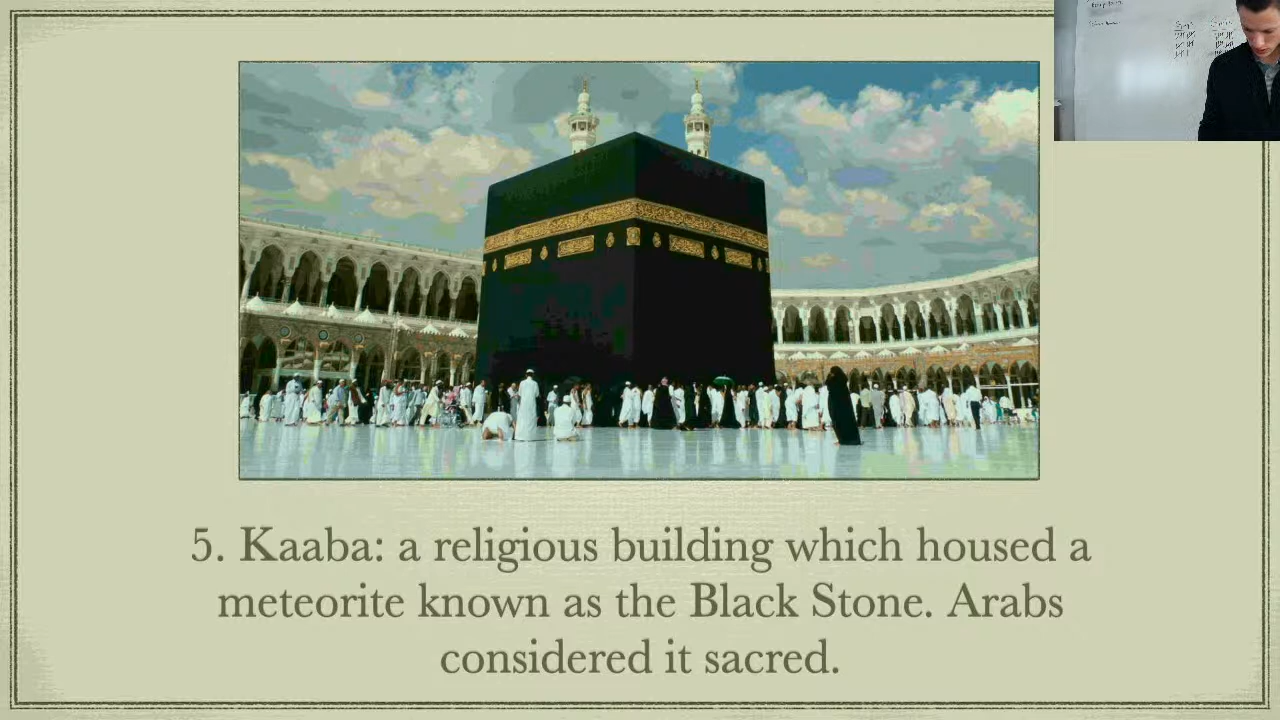 5. Kaaba: a religious building which housed a
meteorite known as the Black Stone. Arabs
considered it sacred.